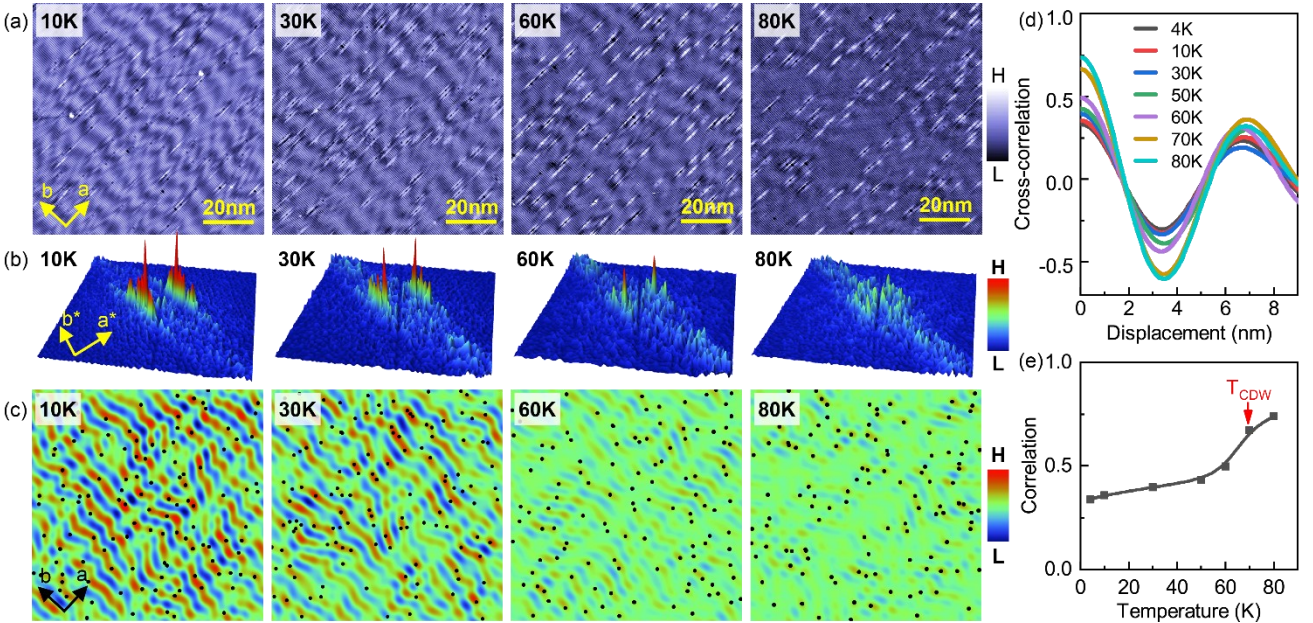 (a) 10K 30K 60K 80K
H
L
b a
20nm 20nm 20nm 20nm
(b) 10K 30K 60K 80K
H
L
b* a*
(c) 10K 30K 60K 80K
H
L
b a
(d)
1.0
0.5
0.0
-0.5
Cross-correlation
4K
10K
30K
50K
60K
70K
80K
0 2 4 6 8
Displacement (nm)
(e)
1.0
0.5
0.0
Correlation
TCDW
0 20 40 60 80
Temperature (K)